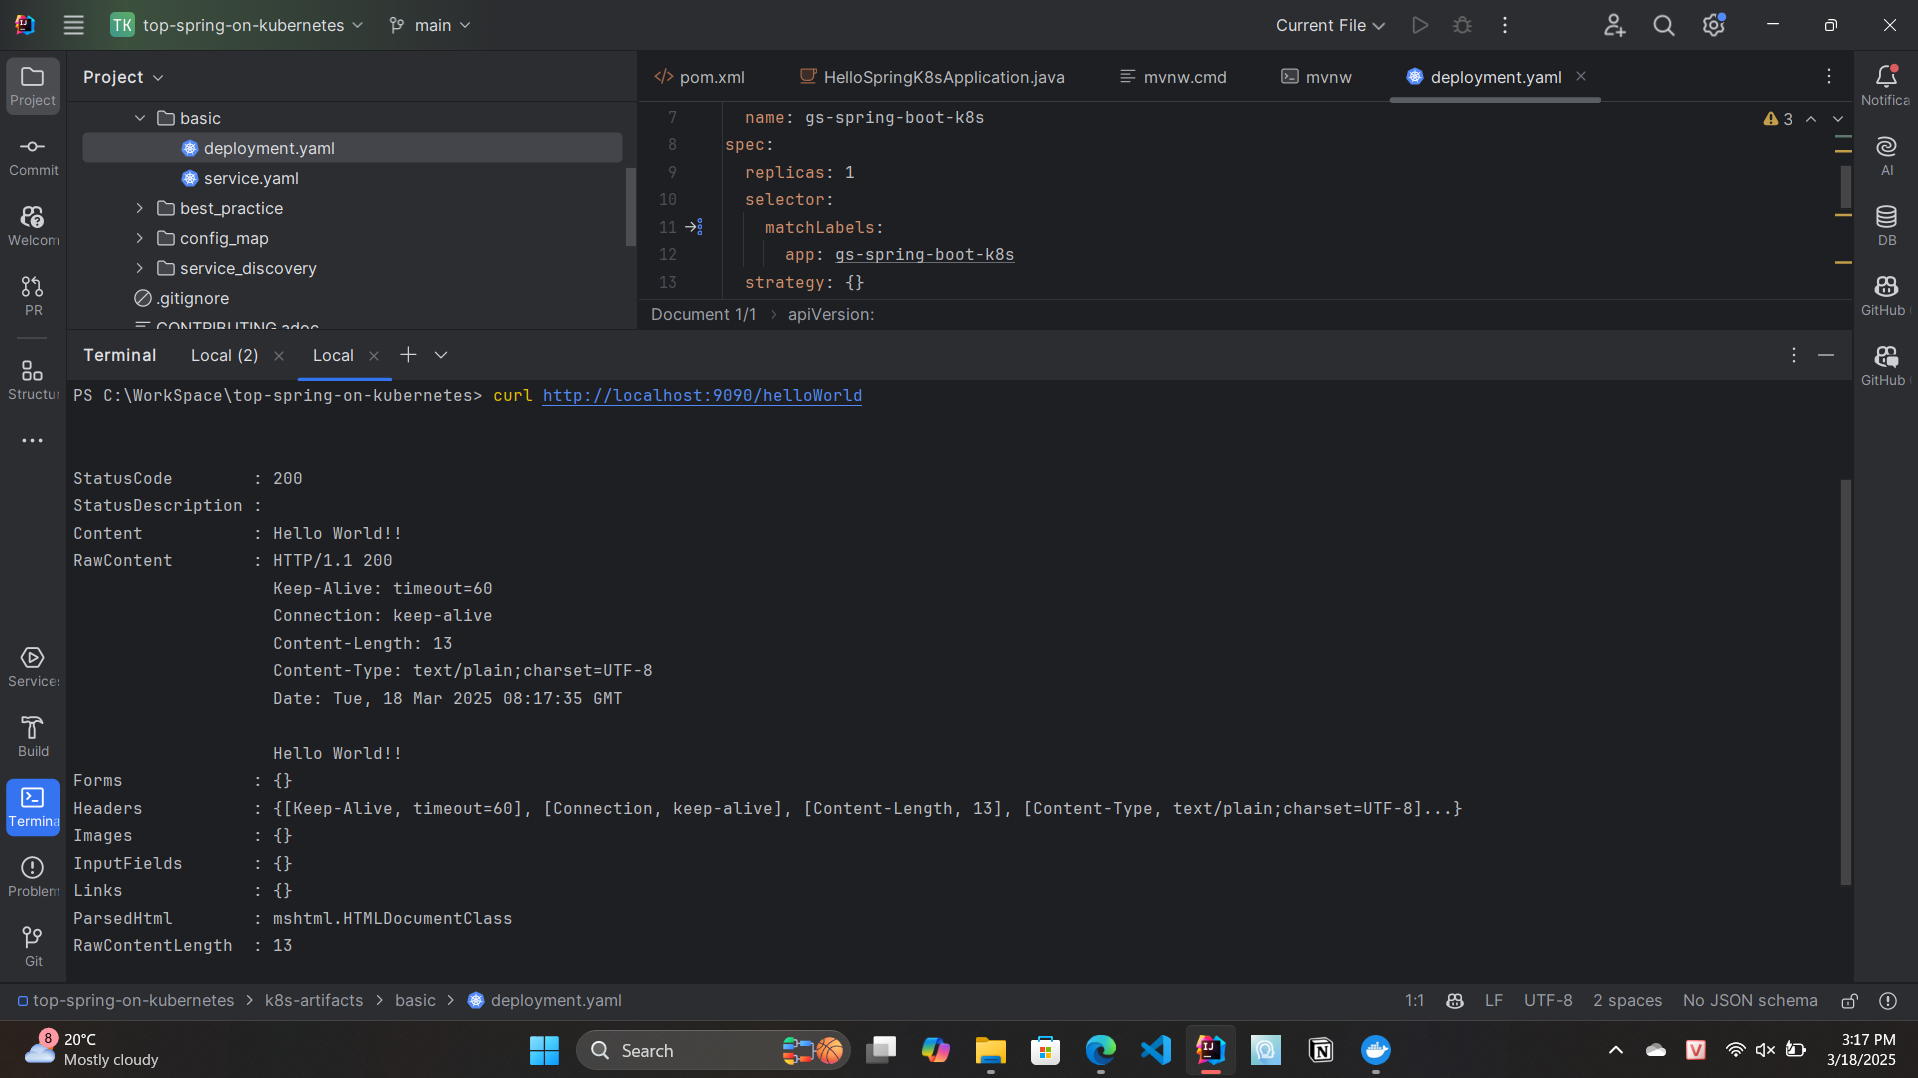 TK top-spring-on-kubernetes main Current File
Project
Commit
Welcom
PR
Structu
Services
Build
Termina
Problem
Git
Project
basic
deployment.yaml
service.yaml
best_practice
config_map
service_discovery
.gitignore
CONTRIBUTING.adoc
pom.xml HelloSpringK8sApplication.java mvnw.cmd mvnw deployment.yaml
7 name: gs-spring-boot-k8s
8 spec:
9 replicas: 1
10 selector:
11 matchLabels:
12 app: gs-spring-boot-k8s
13 strategy: {}
3
Document 1/1 > apiVersion:
Notifica
AI
DB
GitHub
GitHub
Terminal Local (2) Local
PS C:\WorkSpace\top-spring-on-kubernetes> curl http://localhost:9090/helloWorld
StatusCode : 200
StatusDescription :
Content : Hello World!!
RawContent : HTTP/1.1 200
Keep-Alive: timeout=60
Connection: keep-alive
Content-Length: 13
Content-Type: text/plain;charset=UTF-8
Date: Tue, 18 Mar 2025 08:17:35 GMT
Hello World!!
Forms : {}
Headers : {[Keep-Alive, timeout=60], [Connection, keep-alive], [Content-Length, 13], [Content-Type, text/plain;charset=UTF-8]...}
Images : {}
InputFields : {}
Links : {}
ParsedHtml : mshtml.HTMLDocumentClass
RawContentLength : 13
top-spring-on-kubernetes > k8s-artifacts > basic > deployment.yaml 1:1 LF UTF-8 2 spaces No JSON schema
8 20°C
Mostly cloudy
Search
3:17 PM
3/18/2025